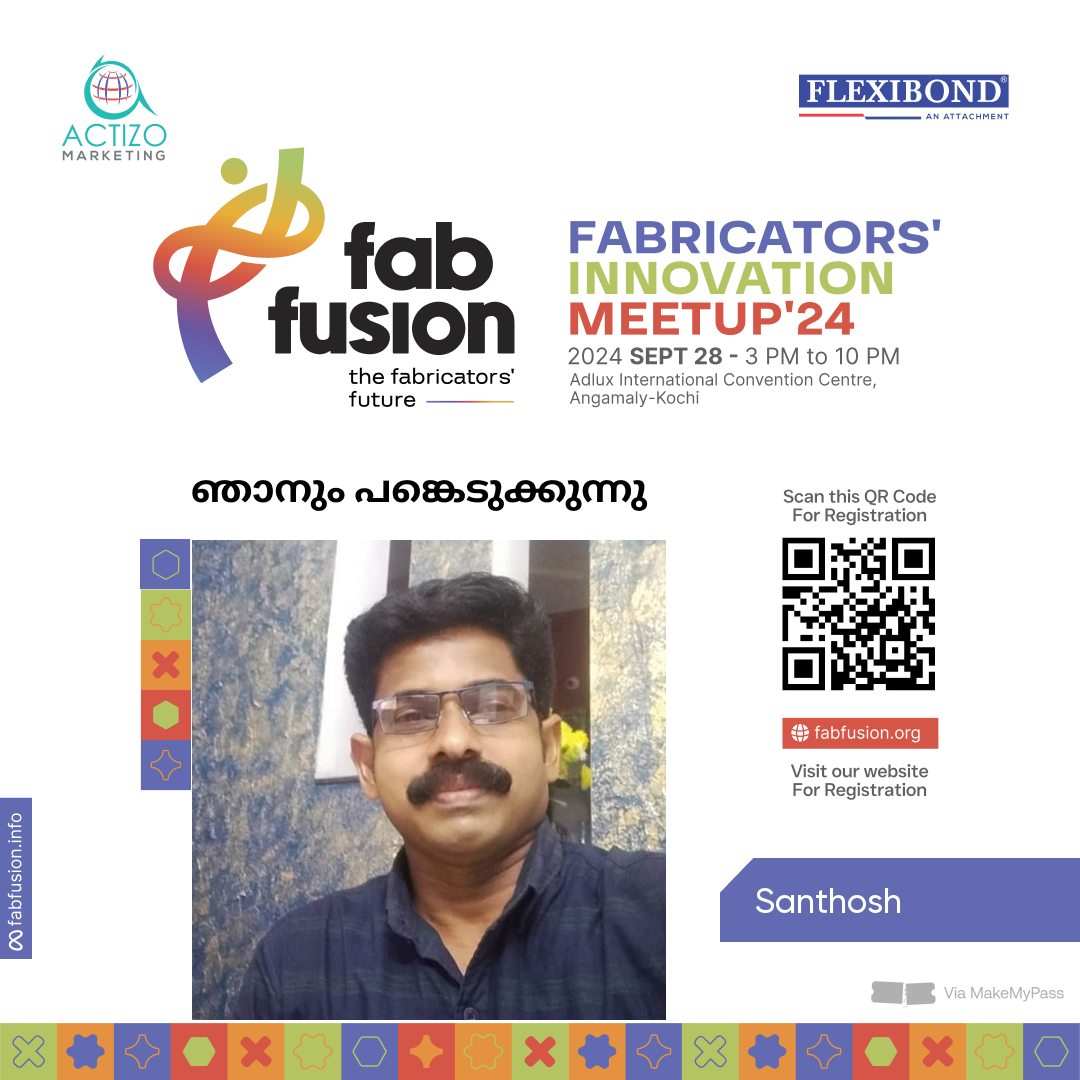 ACTIZO
MARKETING
FLEXIBOND®
AN ATTACHMENT
fab
fusion
the fabricators'
future
FABRICATORS'
INNOVATION
MEETUP'24
2024 SEPT 28 - 3 PM to 10 PM
Adlux International Convention Centre,
Angamaly-Kochi
ഞാനും പങ്കെടുക്കുന്നു
Scan this QR Code
For Registration
fabfusion.org
Visit our website
For Registration
fabfusion.info
Santhosh
Via MakeMyPass